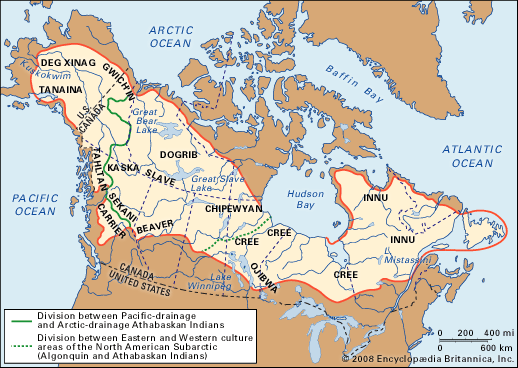 ARCTIC
OCEAN
DEG XINAG
Kuskokwim
TANAINA
GWICH'IN
U.S.
CANADA
Great
Bear
Lake
Baffin Bay
DOGRIB
KASKA
SLAVE
Great Slave
Lake
TAHLTAN
SEKANI
CARRIER
BEAVER
CHIPEWYAN
CREE
CREE
OJIBWA
Hudson
Bay
INNU
INNU
Mistassini
CREE
ATLANTIC
OCEAN
PACIFIC
OCEAN
Lake
Winnipeg
CANADA
UNITED STATES
Division between Pacific-drainage
and Arctic-drainage Athabaskan Indians
Division between Eastern and Western culture
areas of the North American Subarctic
(Algonquin and Athabaskan Indians)
0 200 400 mi
0 600 km
© 2008 Encyclopædia Britannica, Inc.